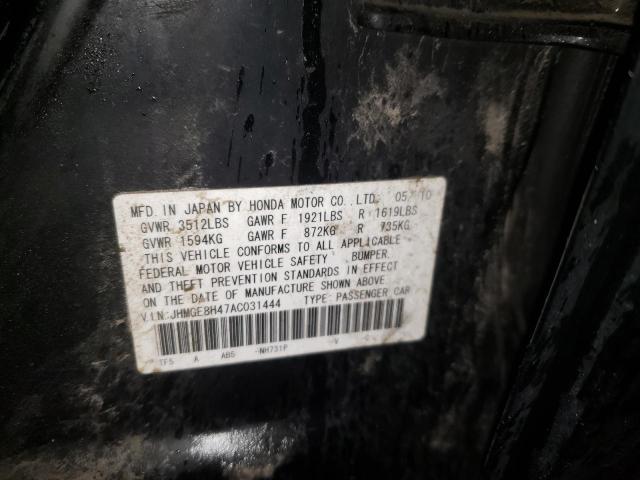 MFD. IN JAPAN BY HONDA MOTOR CO.,LTD. 05/10
GVWR 3512LBS GAWR F 1921LBS R 1619LBS
GVWR 1594KG GAWR F 872KG R 735KG
THIS VEHICLE CONFORMS TO ALL APPLICABLE
FEDERAL MOTOR VEHICLE SAFETY BUMPER,
AND THEFT PREVENTION STANDARDS IN EFFECT
ON THE DATE OF MANUFACTURE SHOWN ABOVE
V.I.N:JHMGE8H47AC031444 TYPE: PASSENGER CAR
TF5 A AB5 -NH731P -V